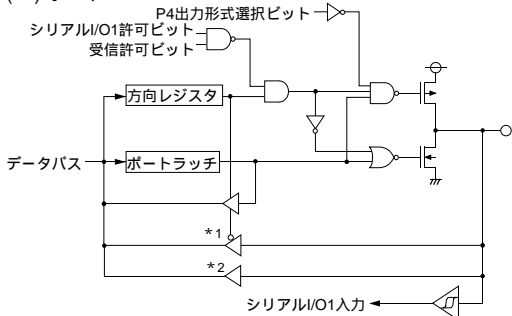 P4出力形式選択ビット
シリアルI/O1許可ビット
受信許可ビット
方向レジスタ
データバス
ポートラッチ
*1
*2
シリアルI/O1入力